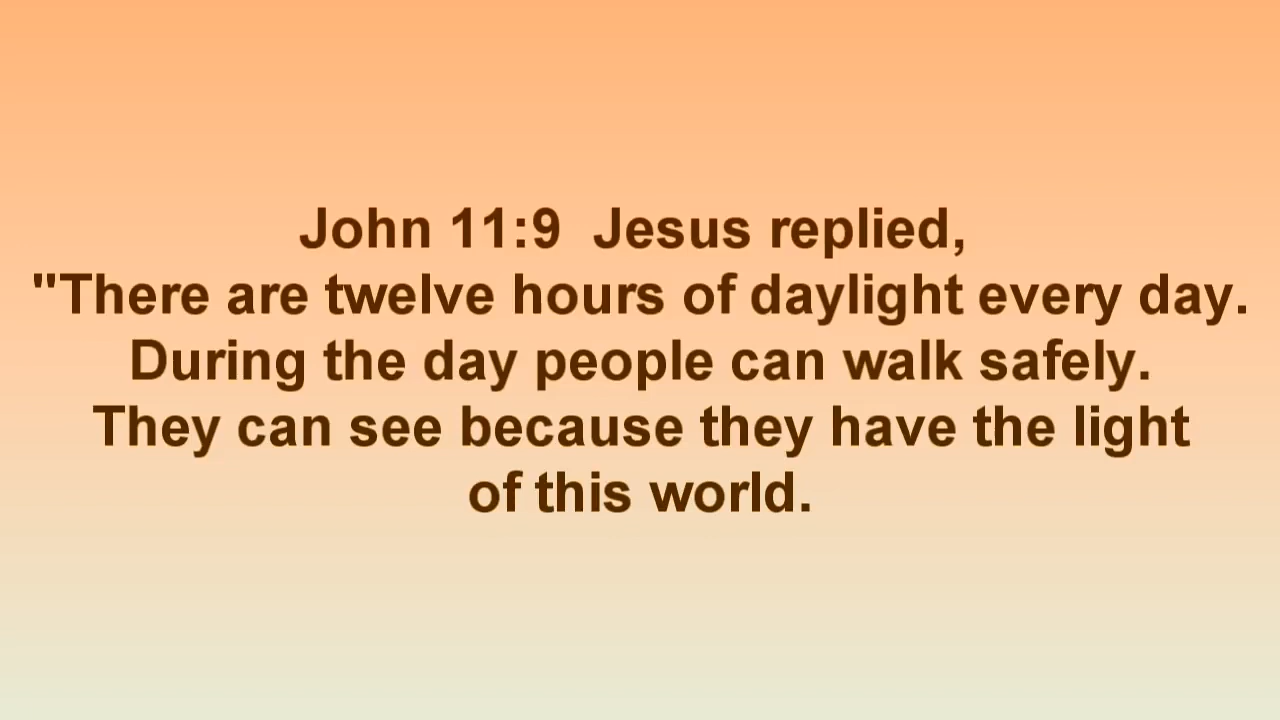 John 11:9  Jesus replied,
"There are twelve hours of daylight every day.
During the day people can walk safely.
They can see because they have the light
of this world.